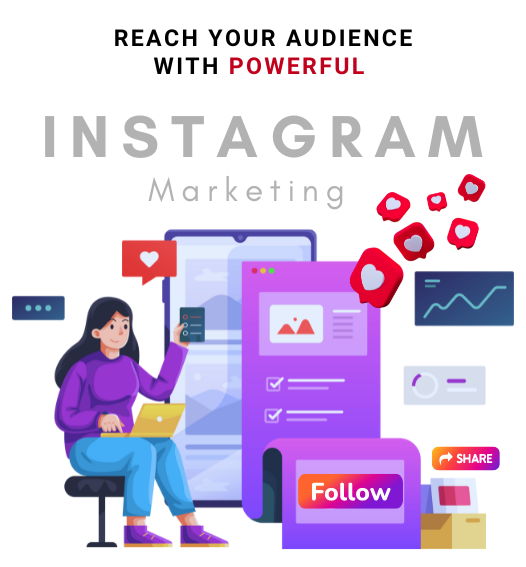 REACH YOUR AUDIENCE
WITH POWERFUL
INSTAGRAM
Marketing
SHARE
Follow